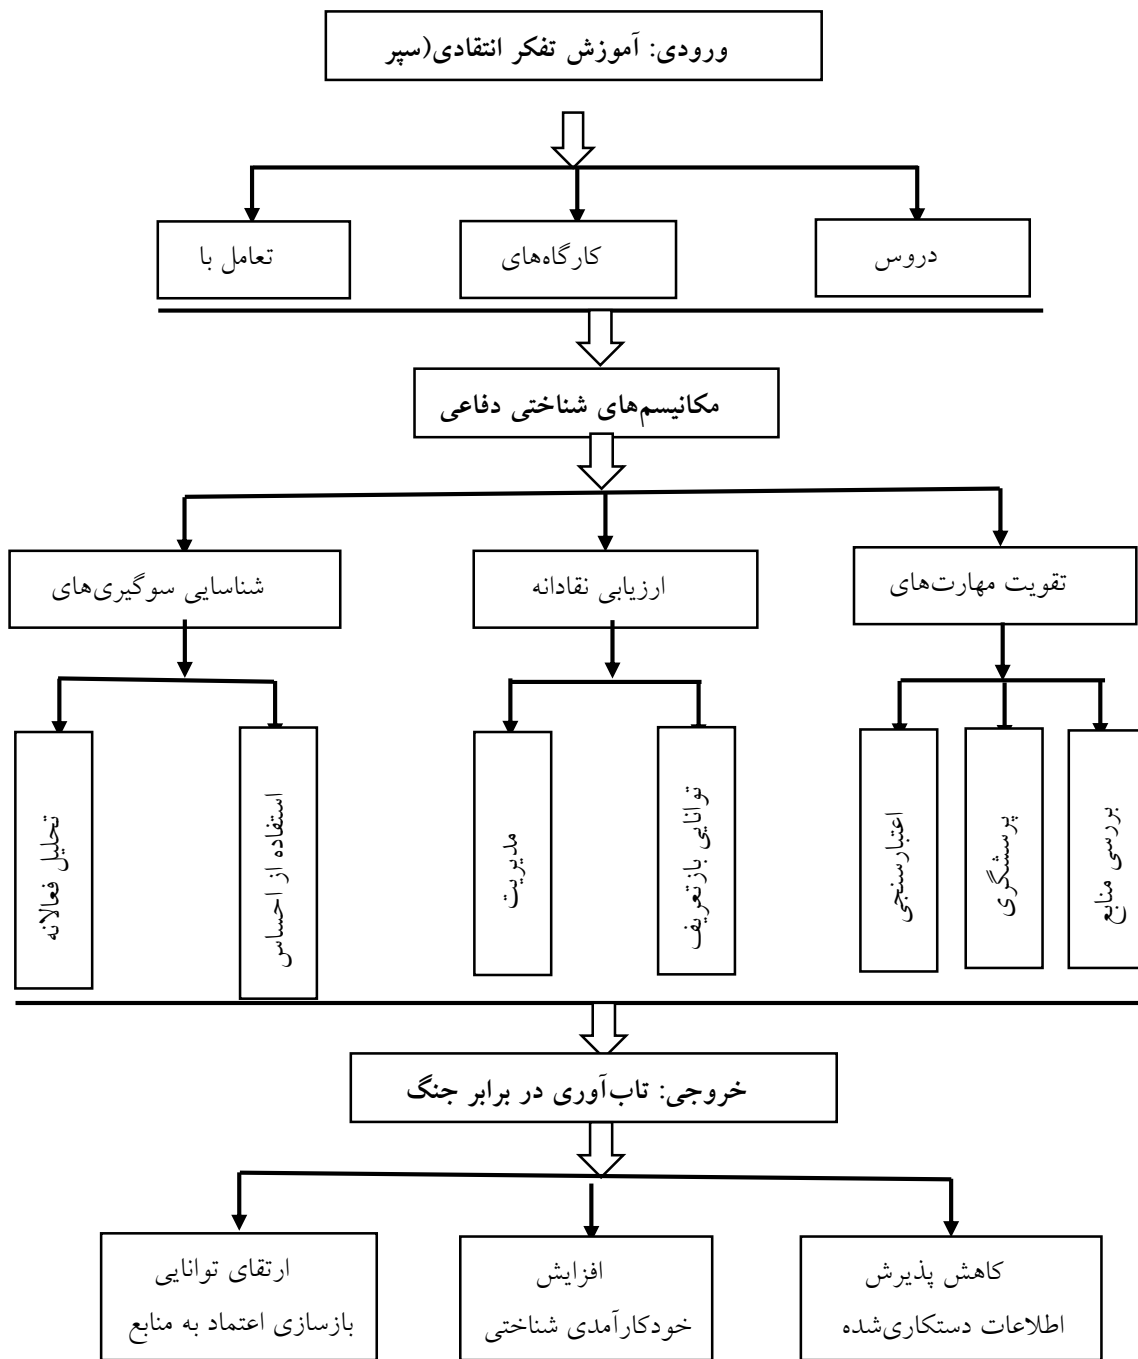 ورودی: آموزش تفکر انتقادی(سپر
دروس
کارگاه‌های
تعامل با
مکانیسم‌های شناختی دفاعی
تقویت مهارت‌های
ارزیابی نقادانه
شناسایی سوگیری‌های
بررسی منابع
پرسشگری
اعتبارسنجی
توانایی بازتعریف
مدیریت
استفاده از احساس
تحلیل فعالانه
خروجی: تاب‌آوری در برابر جنگ
کاهش پذیرش
اطلاعات دستکاری‌شده
افزایش
خودکارآمدی شناختی
ارتقای توانایی
بازسازی اعتماد به منابع